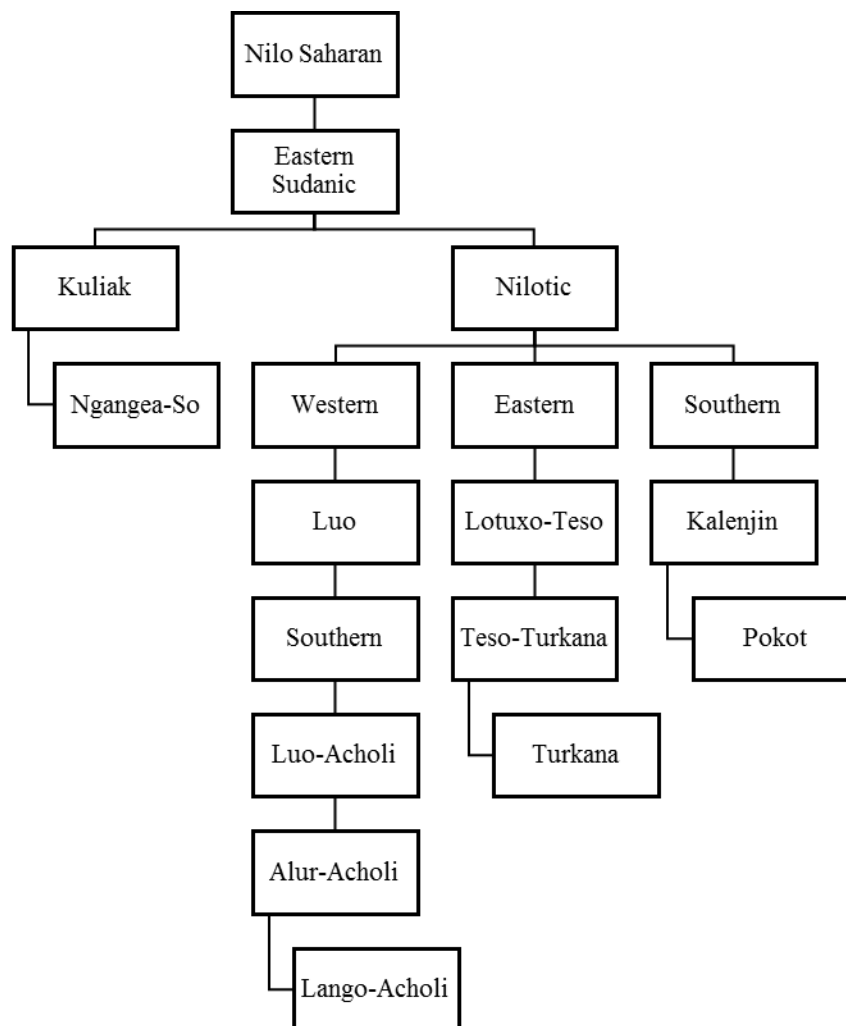 Nilo Saharan
Eastern
Sudanic
Kuliak
Nilotic
Ngangea-So
Western
Eastern
Southern
Luo
Lotuxo-Teso
Kalenjin
Southern
Teso-Turkana
Pokot
Luo-Acholi
Turkana
Alur-Acholi
Lango-Acholi